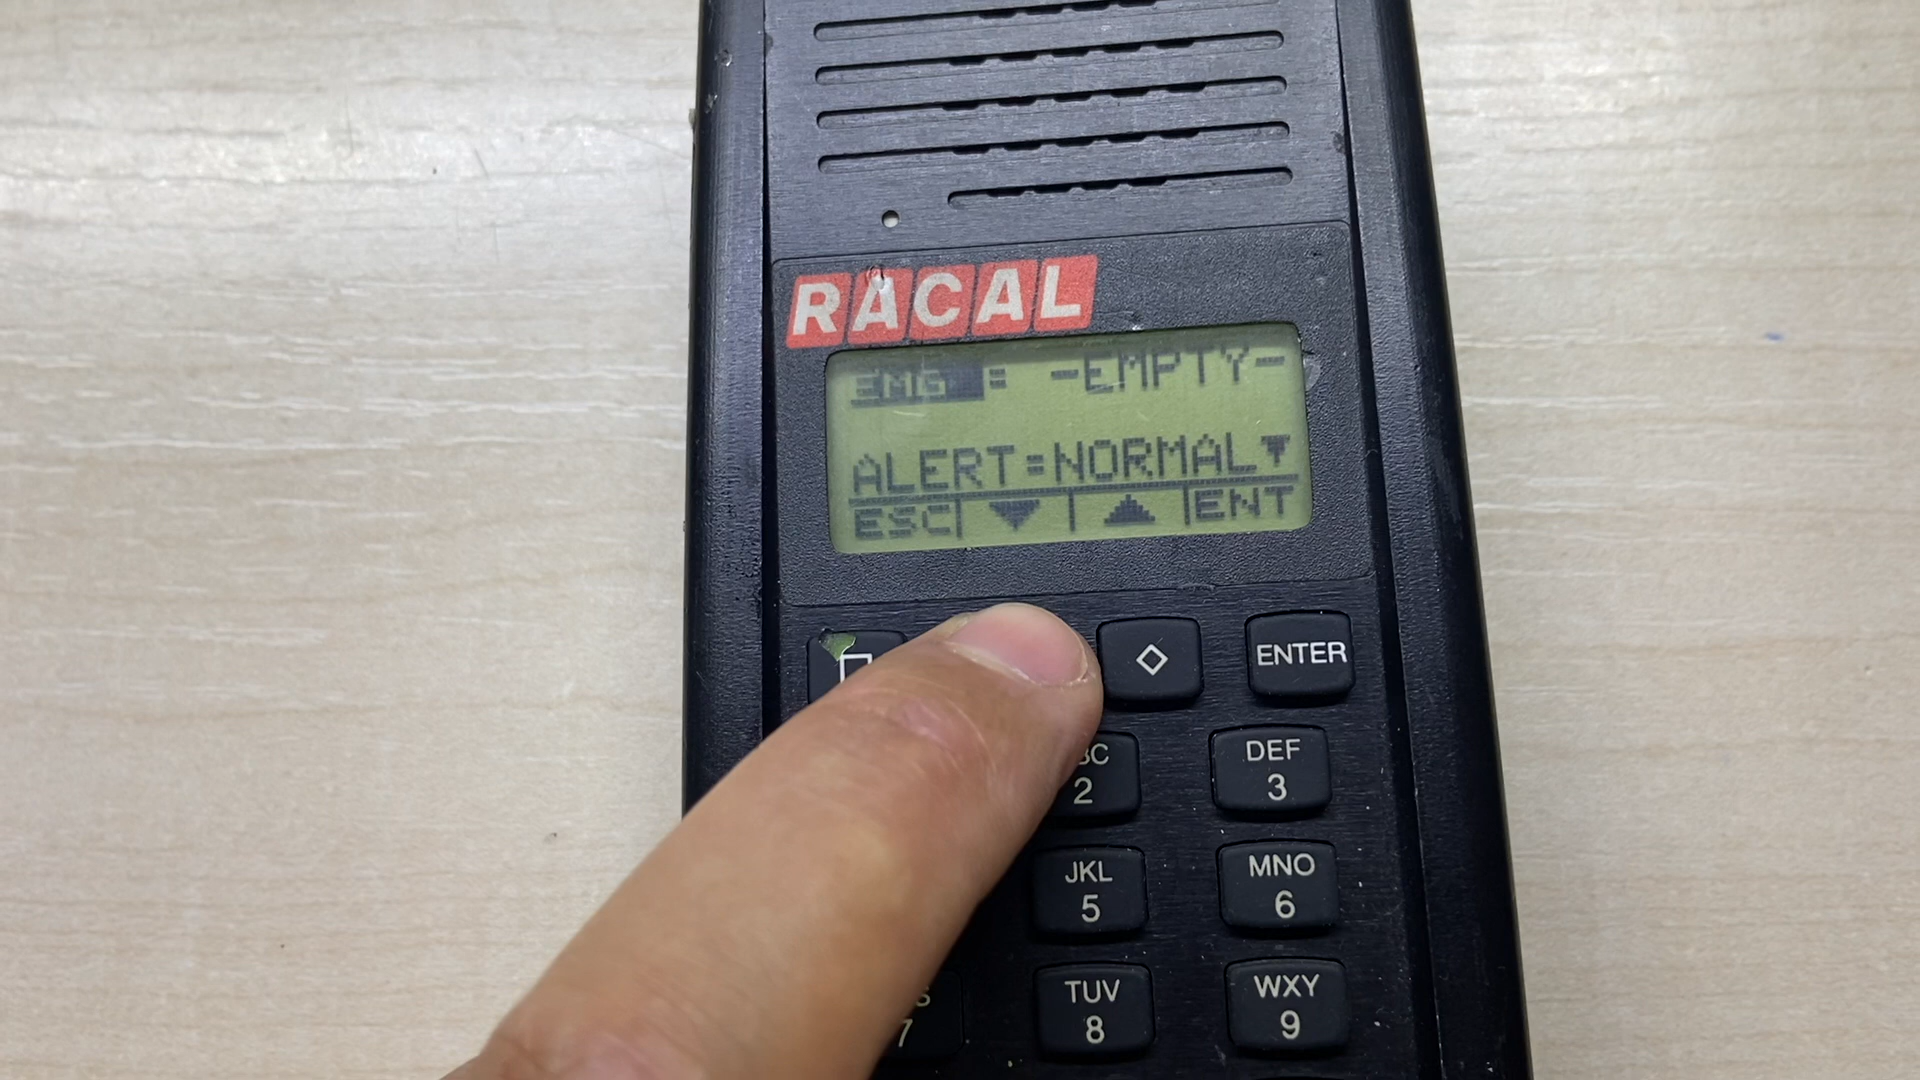 RACAL
EMG : -EMPTY-
ALERT:NORMAL▼
ESC ▼ ▲ ENT
ENTER
2
DEF
3
JKL
5
MNO
6
7
TUV
8
WXY
9